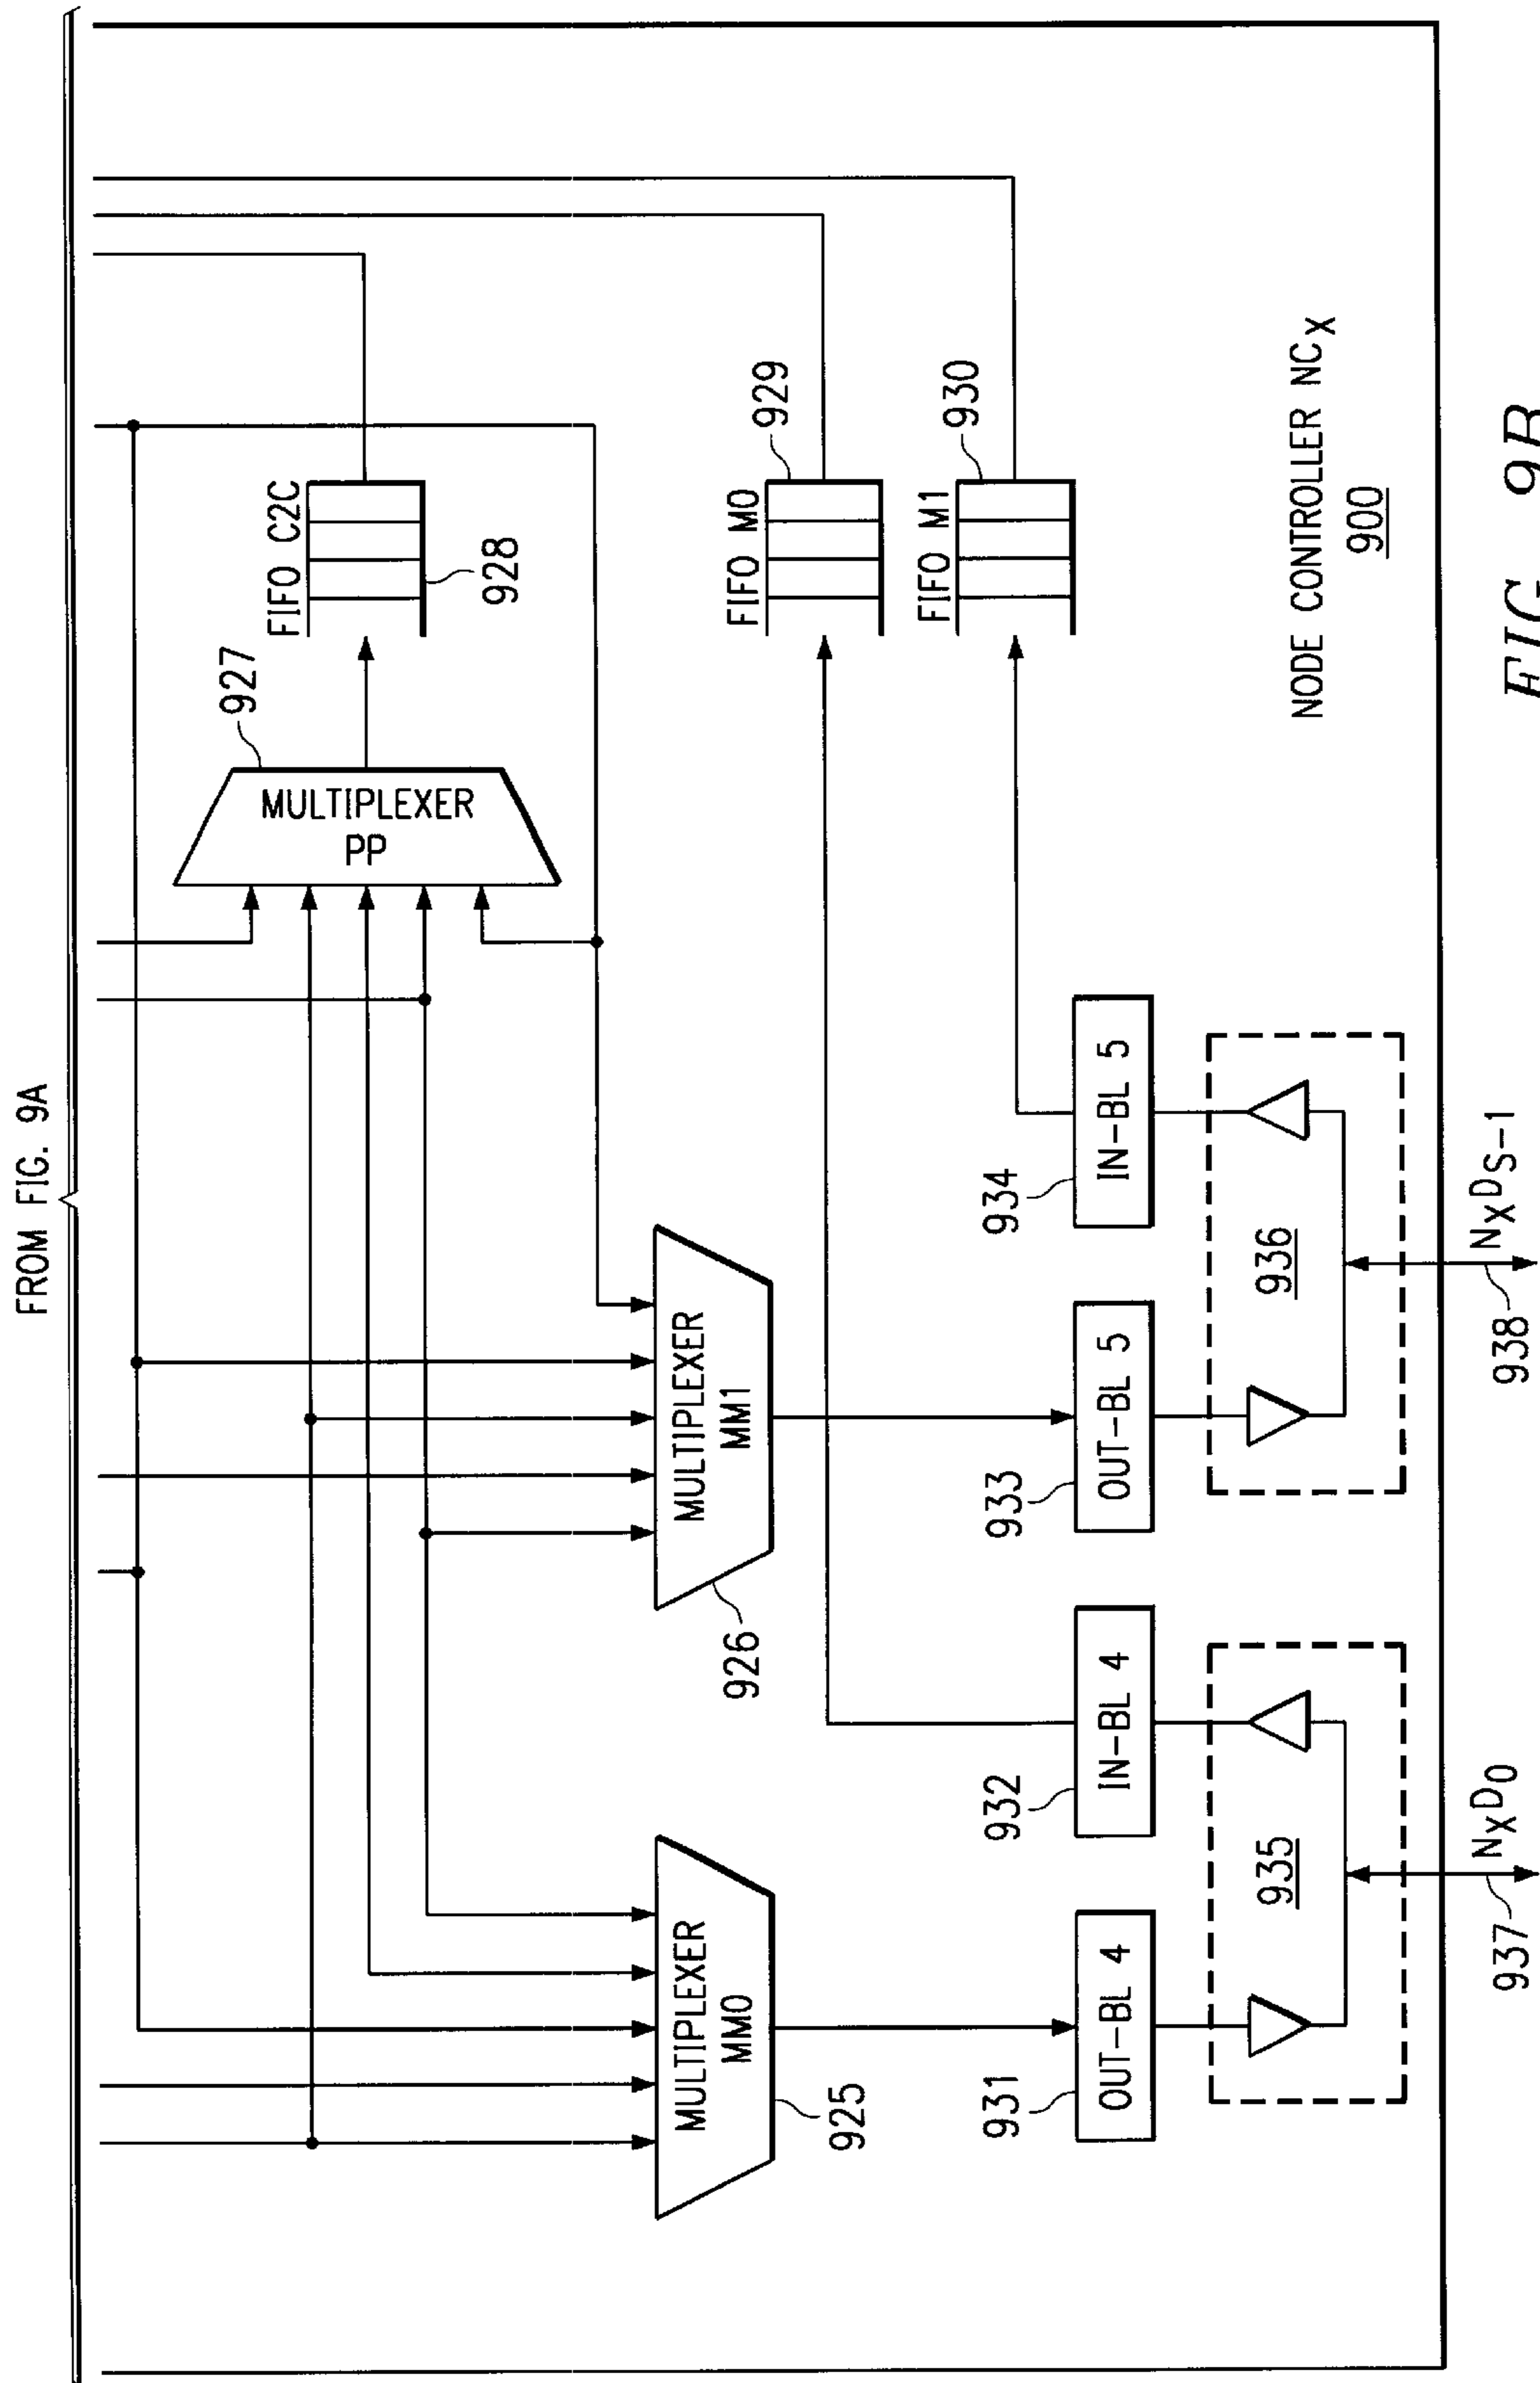 FROM FIG. 9A
927
MULTIPLEXER
PP
FIFO C2C
928
FIFO M0
929
FIFO M1
930
MULTIPLEXER
MM0
925
MULTIPLEXER
MM1
926
931
OUT-BL 4
932
IN-BL 4
933
OUT-BL 5
934
IN-BL 5
935
936
937
NXD0
938
NXDS-1
NODE CONTROLLER NCX
900
FIG. 9B